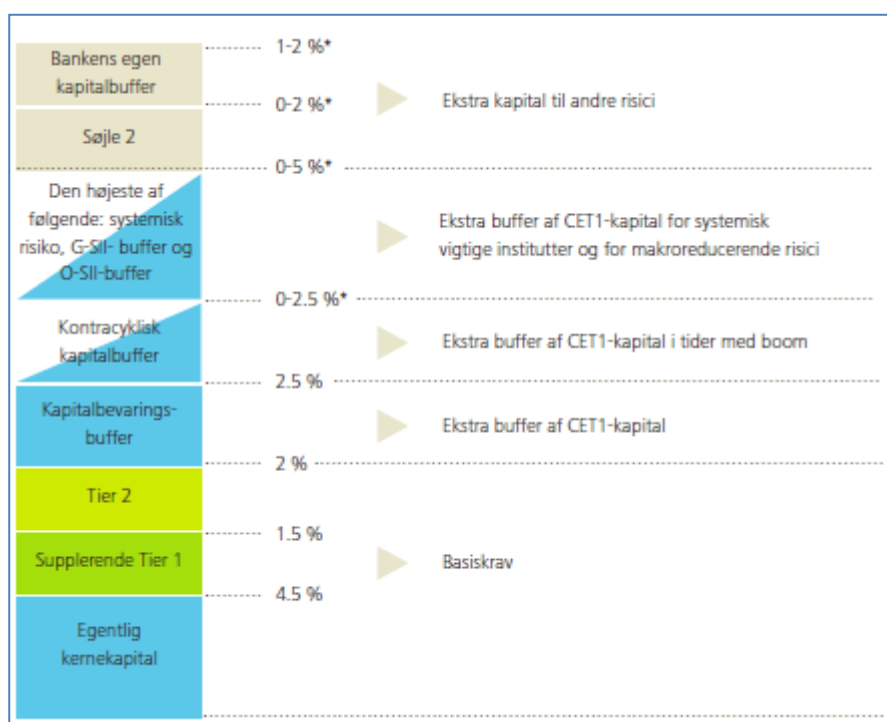 1-2 %*
Bankens egen
kapitalbuffer
0-2 %*
Ekstra kapital til andre risici
Søjle 2
0-5 %*
Den højeste af
følgende: systemisk
risiko, G-SII- buffer og
O-SII-buffer
Ekstra buffer af CET1-kapital for systemisk
vigtige institutter og for makroreducerende risici
0-2.5 %*
Kontracyklisk
kapitalbuffer
Ekstra buffer af CET1-kapital i tider med boom
2.5 %
Kapitalbevarings-
buffer
Ekstra buffer af CET1-kapital
2 %
Tier 2
1.5 %
Supplerende Tier 1
Basiskrav
4.5 %
Egentlig
kernekapital